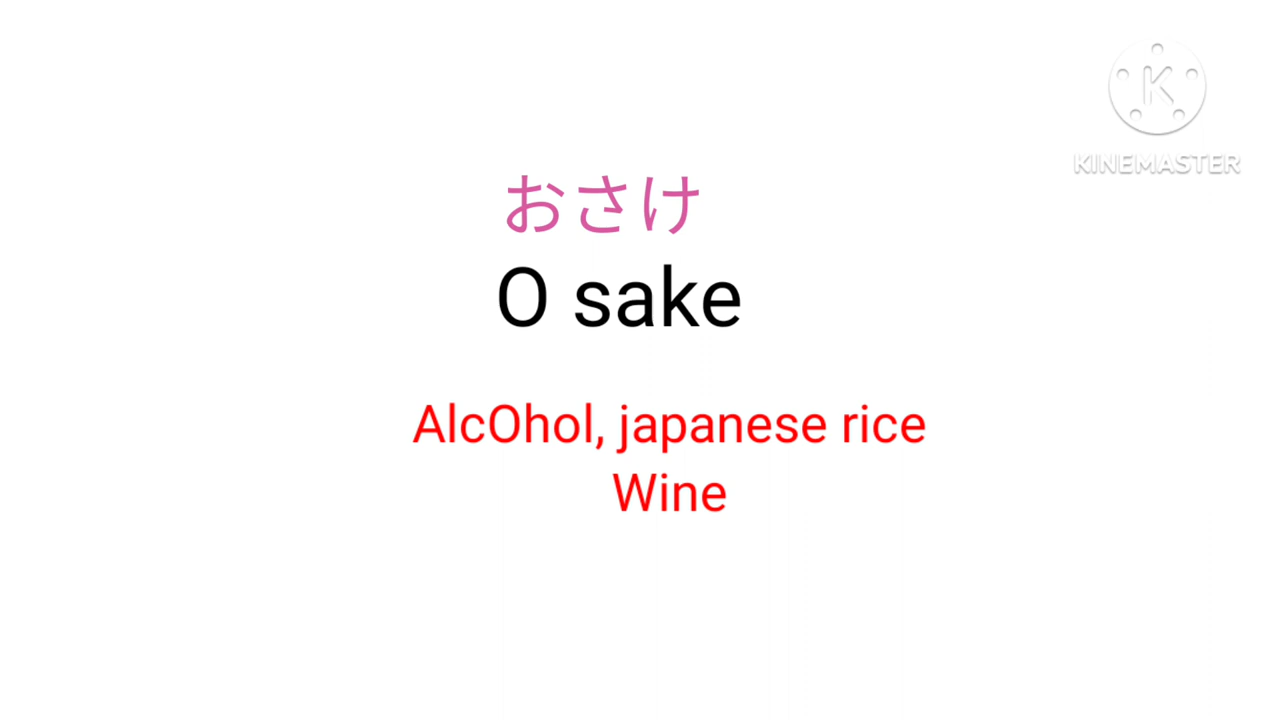 KINEMASTER
おさけ
O sake
AlcOhol, japanese rice
Wine